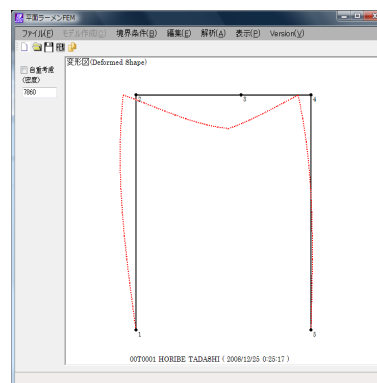 平面ラーメンFEM
ファイル(F) モデル作成(C) 境界条件(B) 編集(E) 解析(A) 表示(P) Version(V)
自重考慮
(密度)
7860
変形図(Deformed Shape)
2 3 4
1 5
00T0001 HORIBE TADASHI ( 2006/12/25 0:25:17 )